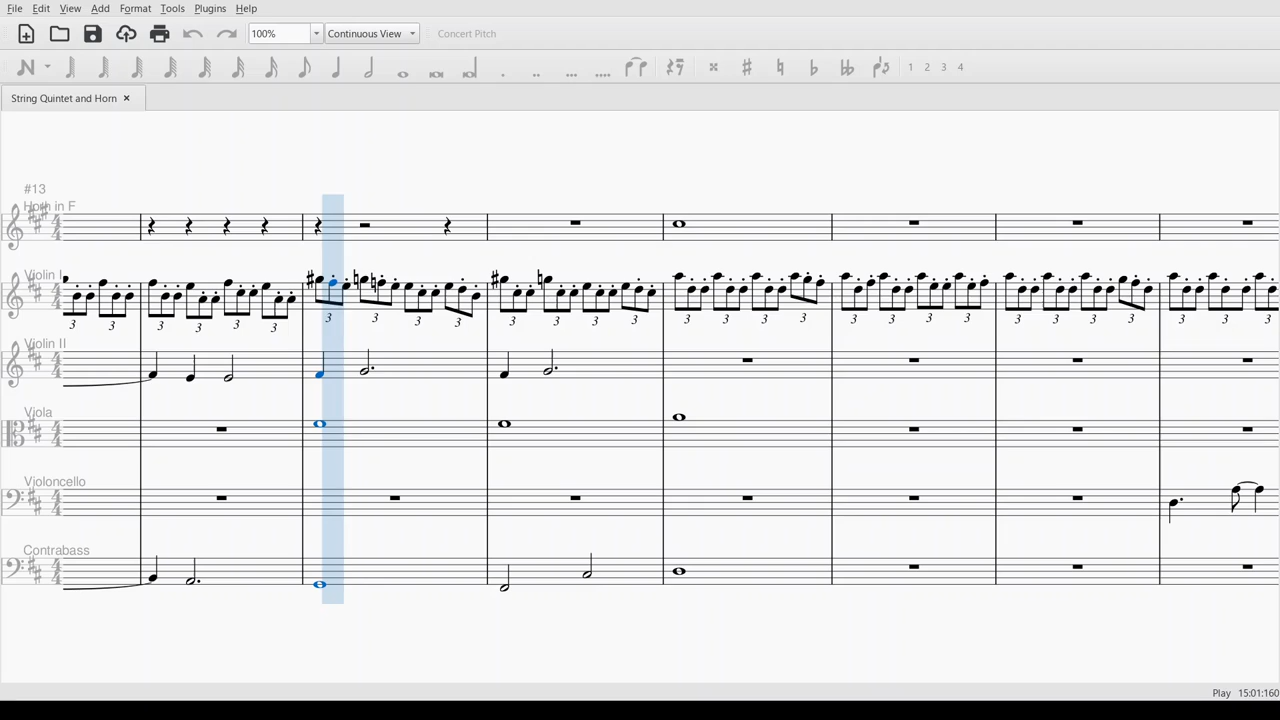 File Edit View Add Format Tools Plugins Help
100% Continuous View Concert Pitch
1 2 3 4
String Quintet and Horn ×
#13
Horn in F
Violin I
3 3 3 3 3 3 3 3 3 3 3 3 3 3 3 3 3 3 3 3 3 3 3 3 3 3 3 3 3
Violin II
Viola
Violoncello
Contrabass
Play 15:01:160